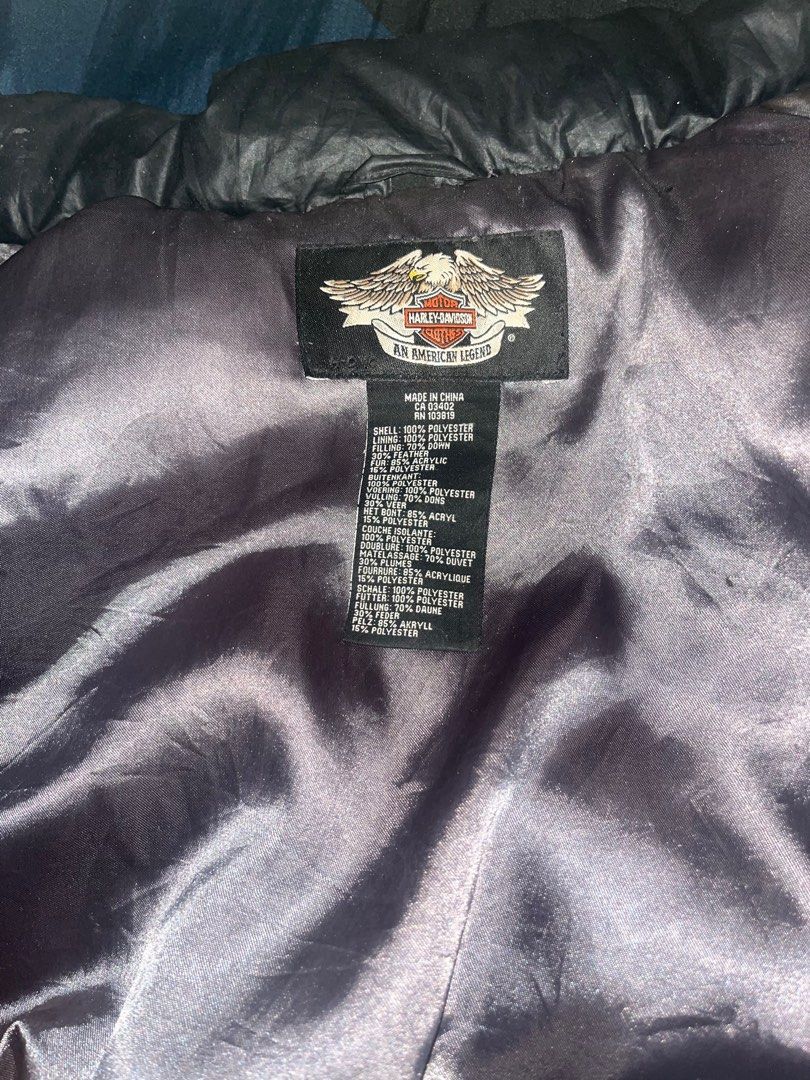 MOTOR
HARLEY-DAVIDSON
CLOTHES
AN AMERICAN LEGEND
®
MADE IN CHINA
CA 03402
RN 103819
SHELL: 100% POLYESTER
LINING: 100% POLYESTER
FILLING: 70% DOWN
30% FEATHER
FUR: 85% ACRYLIC
15% POLYESTER
BUITENKANT:
100% POLYESTER
VOERING: 100% POLYESTER
VULLING: 70% DONS
30% VEER
HET BONT: 85% ACRYL
15% POLYESTER
COUCHE ISOLANTE:
100% POLYESTER
DOUBLURE: 100% POLYESTER
MATELASSAGE: 70% DUVET
30% PLUMES
FOURRURE: 85% ACRYLIQUE
15% POLYESTER
SCHALE: 100% POLYESTER
FUTTER: 100% POLYESTER
FÜLLUNG: 70% DAUNE
30% FEDER
PELZ: 85% AKRYLL
15% POLYESTER